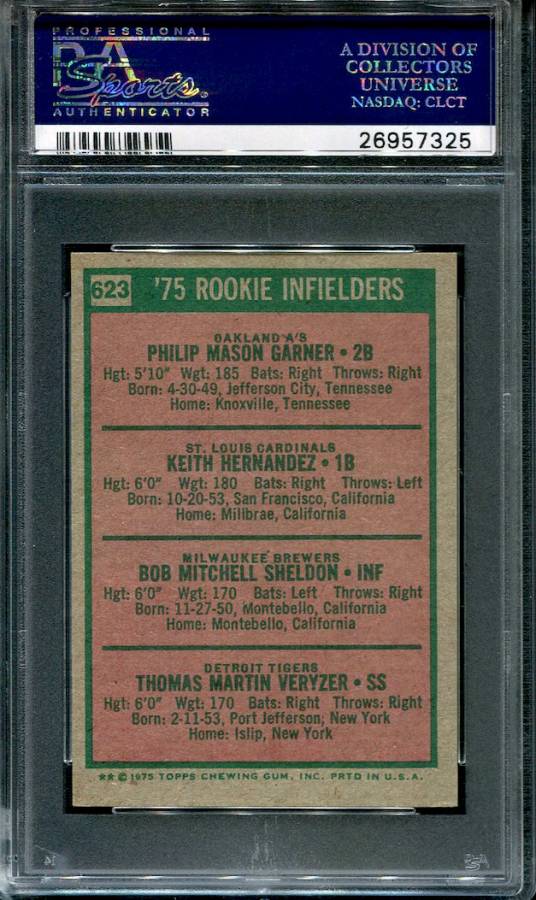 PROFESSIONAL
PSA
Sports
AUTHENTICATOR
A DIVISION OF
COLLECTORS
UNIVERSE
NASDAQ: CLCT
26957325
623 '75 ROOKIE INFIELDERS
OAKLAND A'S
PHILIP MASON GARNER • 2B
Hgt: 5'10" Wgt: 185 Bats: Right Throws: Right
Born: 4-30-49, Jefferson City, Tennessee
Home: Knoxville, Tennessee
ST. LOUIS CARDINALS
KEITH HERNANDEZ • 1B
Hgt: 6'0" Wgt: 180 Bats: Right Throws: Left
Born: 10-20-53, San Francisco, California
Home: Millbrae, California
MILWAUKEE BREWERS
BOB MITCHELL SHELDON • INF
Hgt: 6'0" Wgt: 170 Bats: Left Throws: Right
Born: 11-27-50, Montebello, California
Home: Montebello, California
DETROIT TIGERS
THOMAS MARTIN VERYZER • SS
Hgt: 6'0" Wgt: 170 Bats: Right Throws: Right
Born: 2-11-53, Port Jefferson, New York
Home: Islip, New York
** © 1975 TOPPS CHEWING GUM, INC. PRTD IN U.S.A.
PSA